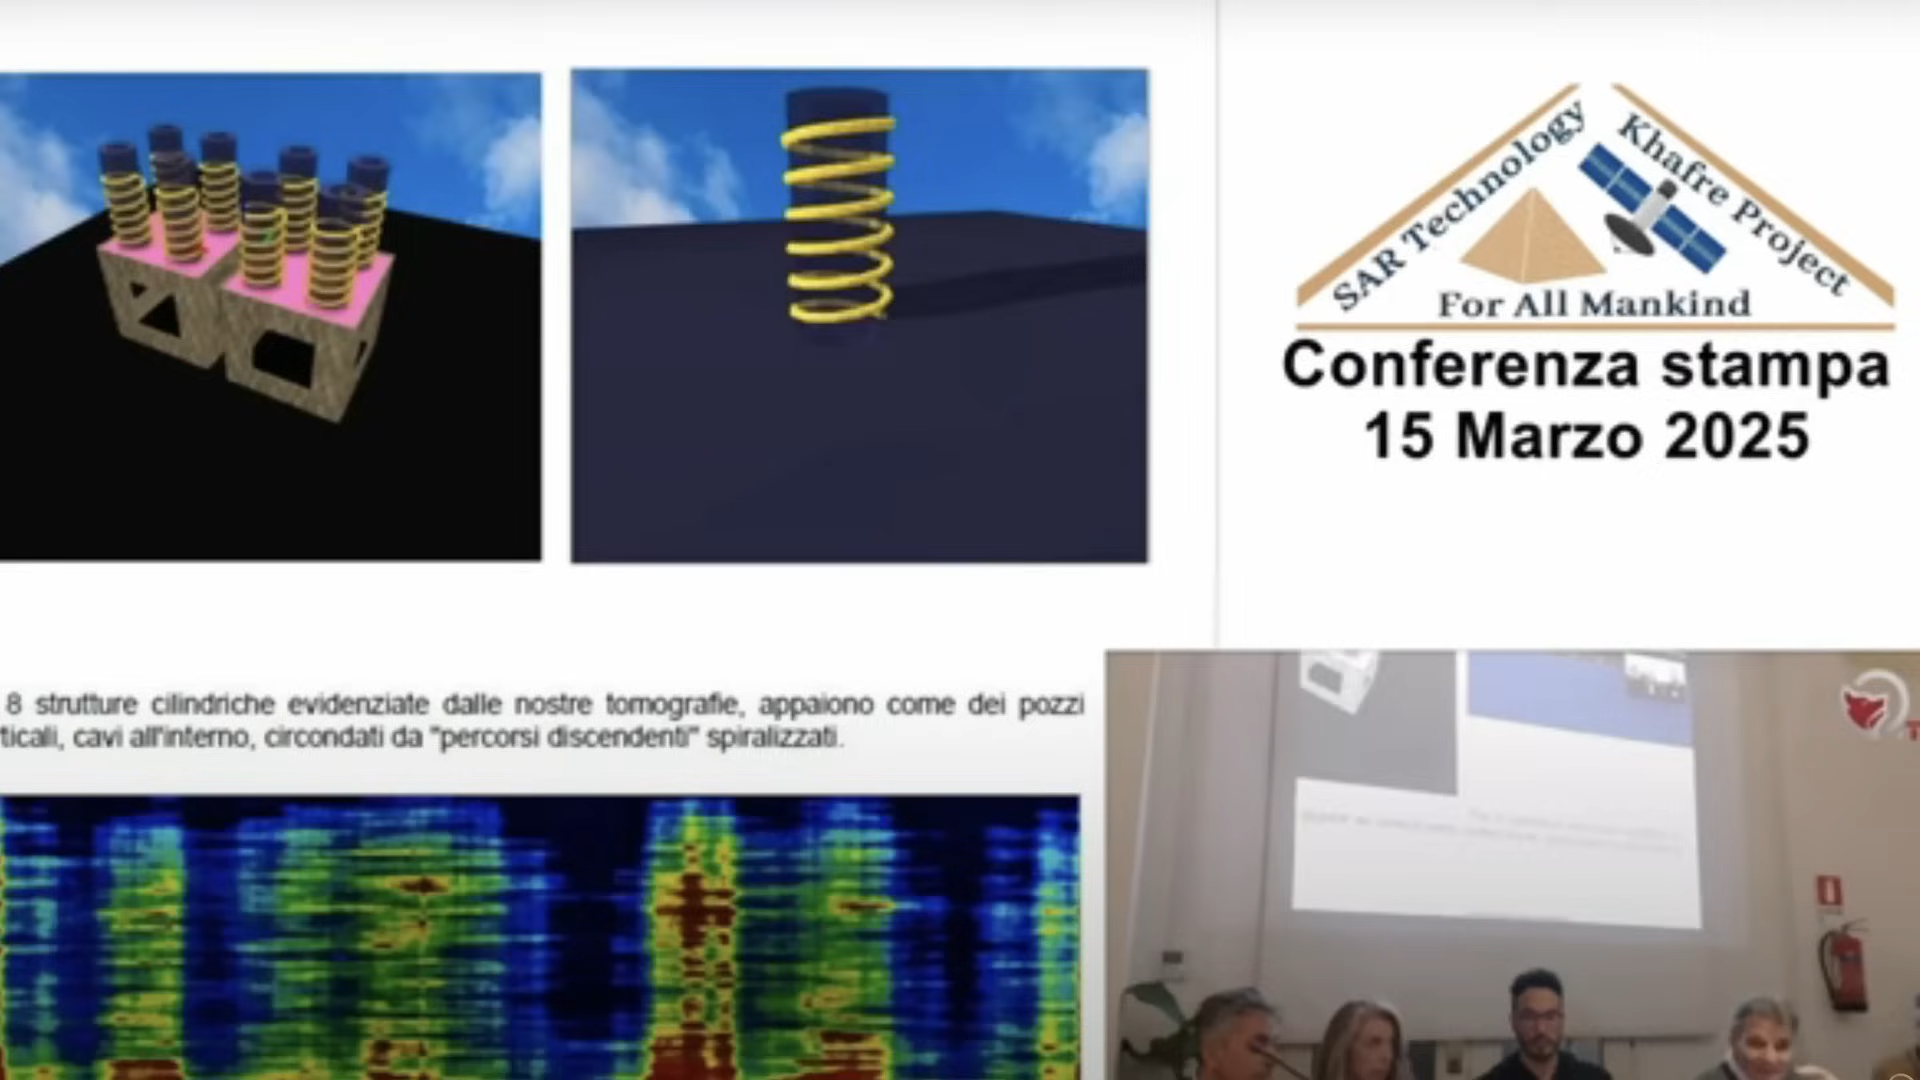 SAR Technology
Khafre Project
For All Mankind
Conferenza stampa
15 Marzo 2025
8 strutture cilindriche evidenziate dalle nostre tomografie, appaiono come dei pozzi
ticali, cavi all'interno, circondati da "percorsi discendenti" spiralizzati.